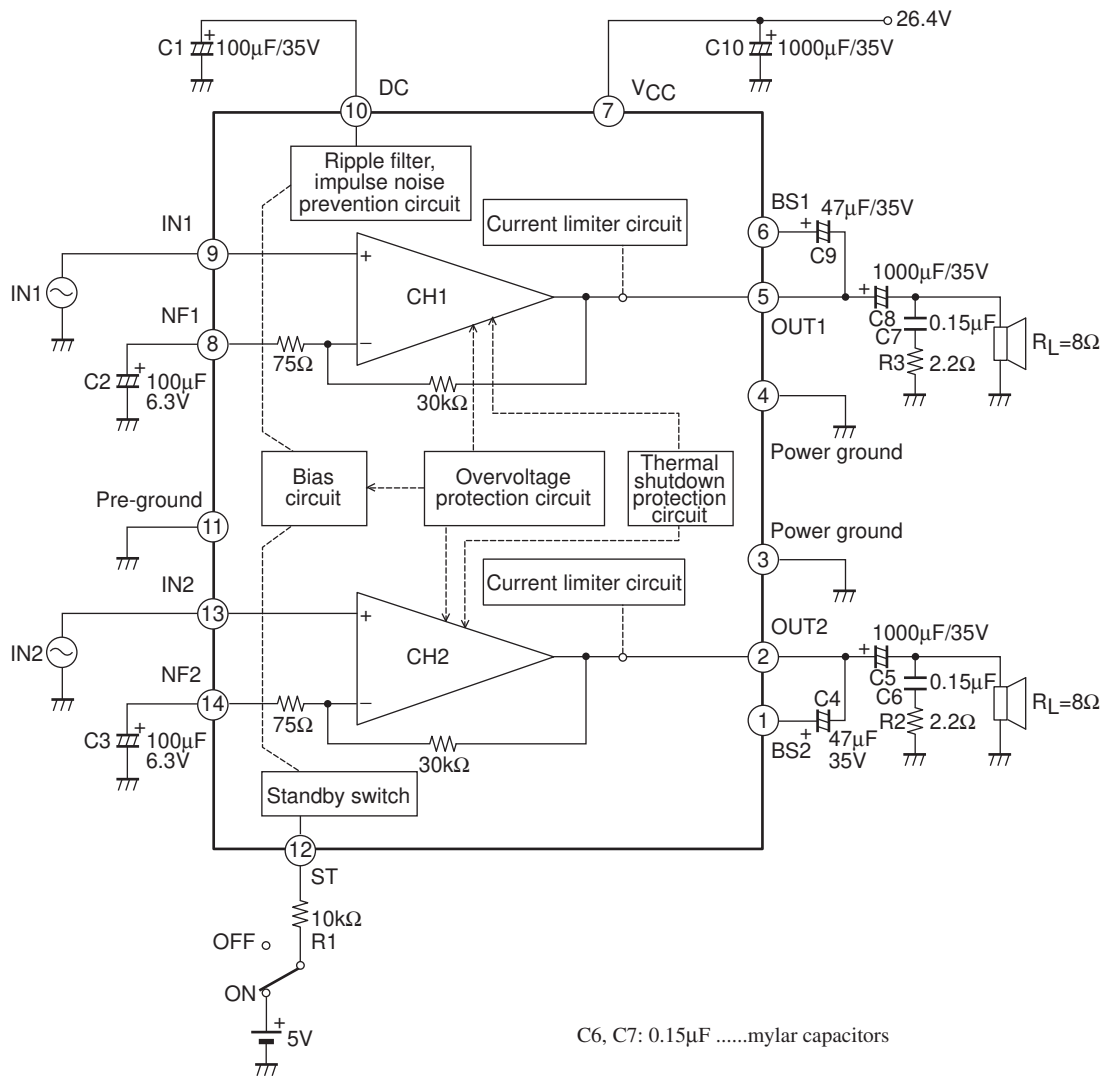 26.4V
C1
+
100μF/35V
C10
+
1000μF/35V
DC
VCC
10
7
Ripple filter,
impulse noise
prevention circuit
BS1
47μF/35V
IN1
Current limiter circuit
6
+
C9
9
+
1000μF/35V
IN1
CH1
5
+
NF1
OUT1
C8
C7
0.15μF
8
75Ω
−
R3
2.2Ω
RL=8Ω
C2
+
100μF
6.3V
30kΩ
4
Power ground
Pre-ground
Bias
circuit
Overvoltage
protection circuit
Thermal
shutdown
protection
circuit
11
Power ground
3
IN2
Current limiter circuit
13
+
OUT2
1000μF/35V
IN2
CH2
2
+
NF2
C5
C6
0.15μF
14
75Ω
−
C4
R2
2.2Ω
RL=8Ω
1
+
BS2
47μF
35V
C3
+
100μF
6.3V
30kΩ
Standby switch
12
ST
10kΩ
R1
OFF
ON
+
5V
C6, C7: 0.15μF ......mylar capacitors